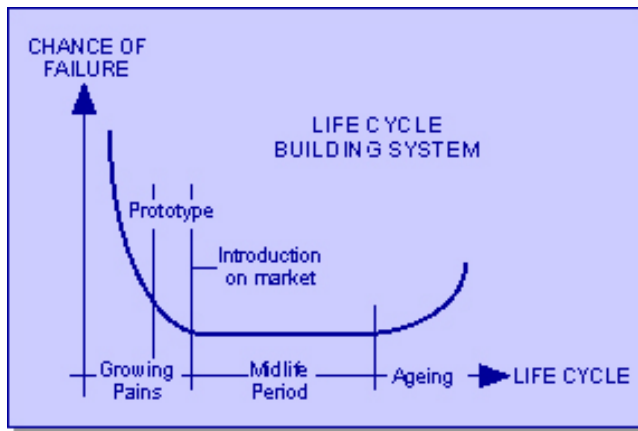 CHANCE OF
FAILURE
LIFE CYCLE
BUILDING SYSTEM
Prototype
Introduction
on market
Growing
Pains
Midlife
Period
Ageing
LIFE CYCLE